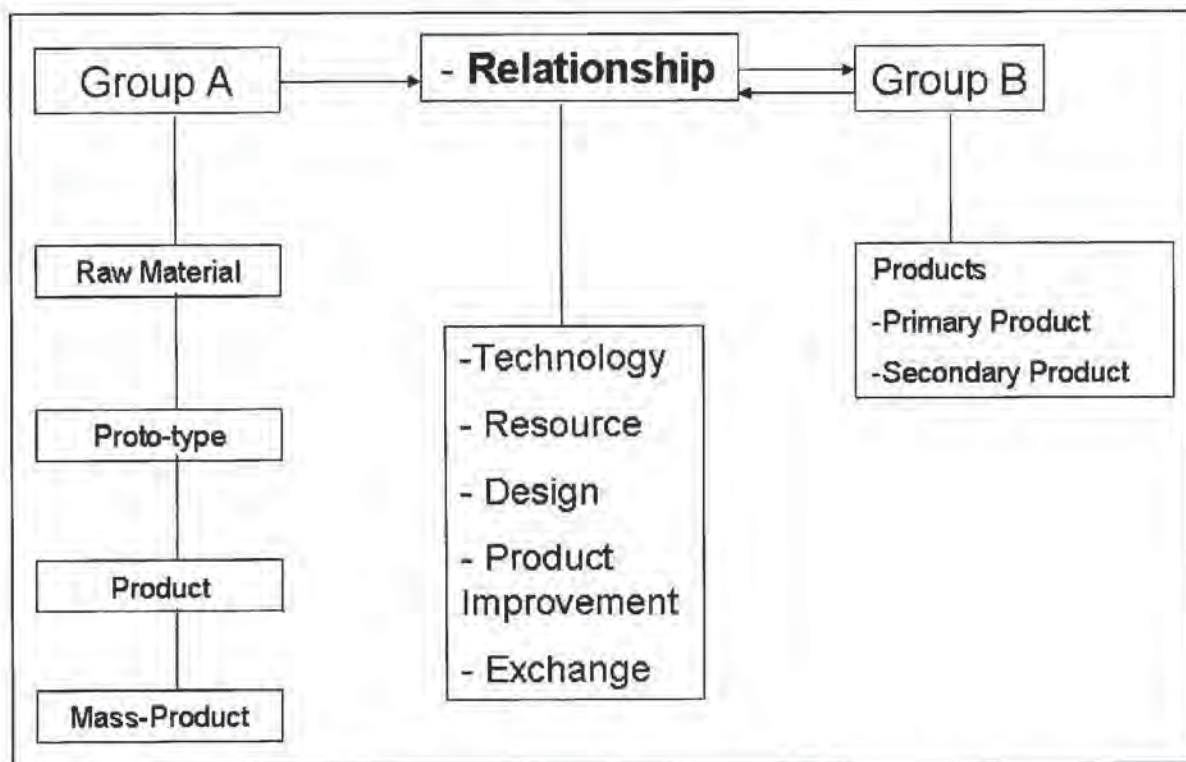 Group A
- Relationship
Group B
Raw Material
Proto-type
Product
Mass-Product
-Technology
- Resource
- Design
- Product
Improvement
- Exchange
Products
-Primary Product
-Secondary Product